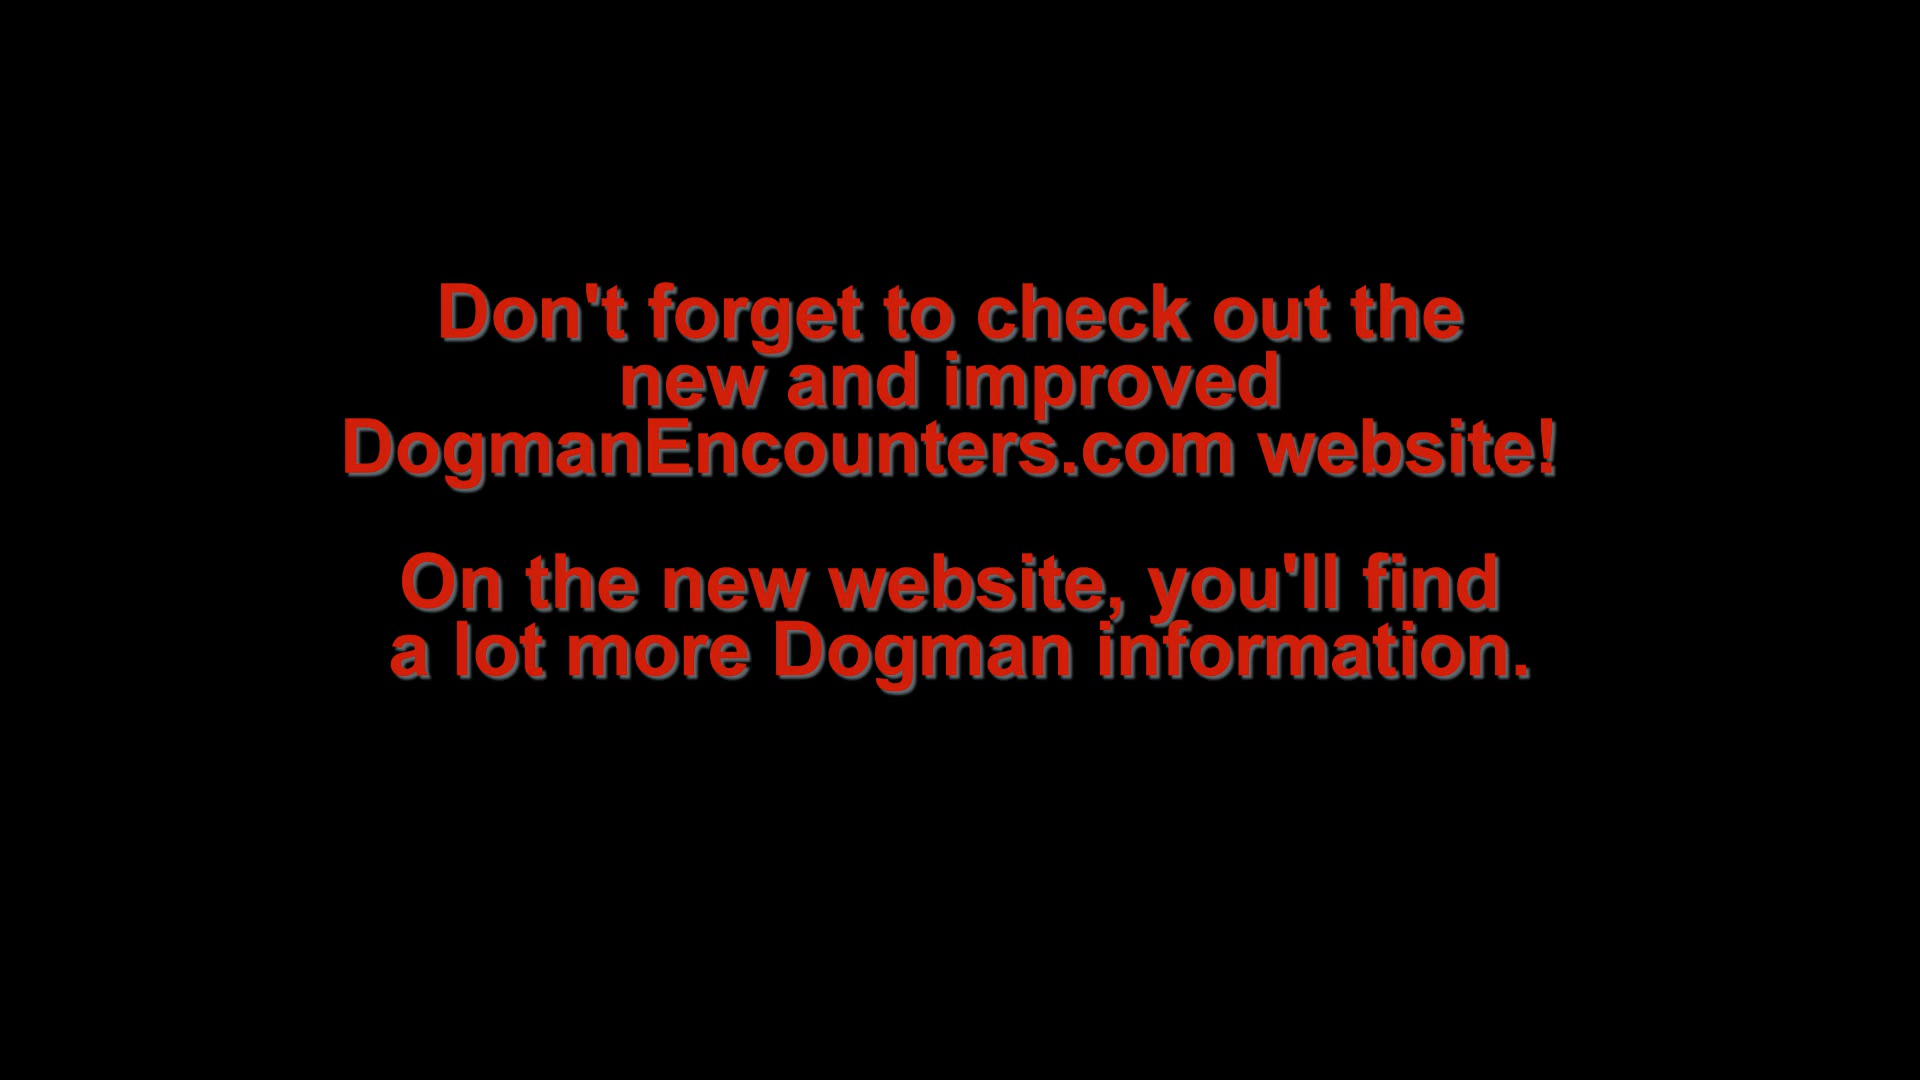 Don't forget to check out the
new and improved
DogmanEncounters.com website!
On the new website, you'll find
a lot more Dogman information.